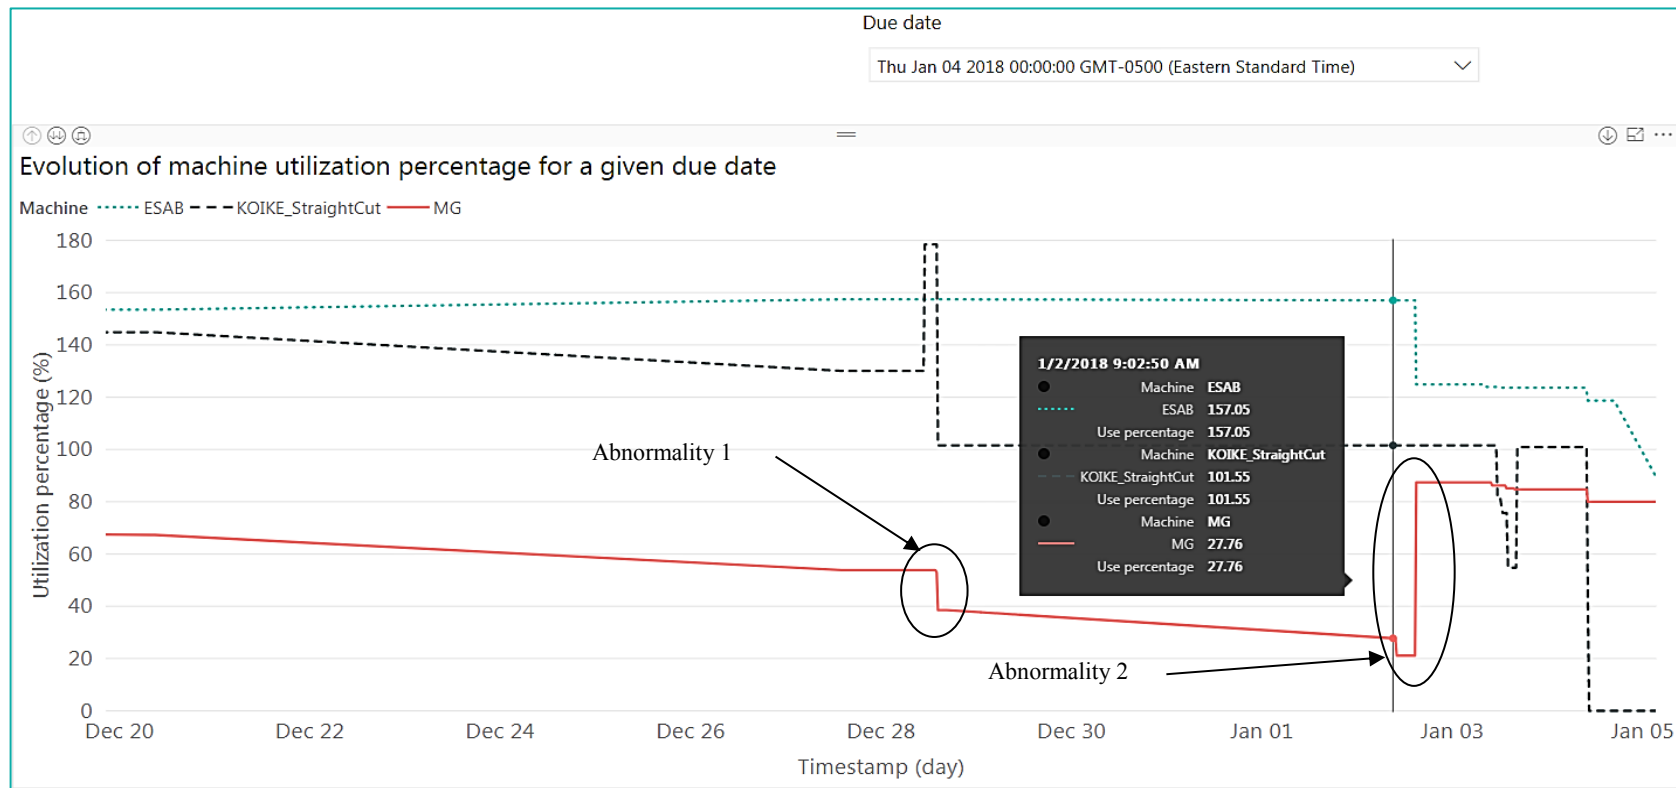 Due date
Thu Jan 04 2018 00:00:00 GMT-0500 (Eastern Standard Time)
Evolution of machine utilization percentage for a given due date
Machine ESAB KOIKE_StraightCut MG
Utilization percentage (%)
180
160
140
120
100
80
60
40
20
0
1/2/2018 9:02:50 AM
Machine ESAB
ESAB 157.05
Use percentage 157.05
Machine KOIKE_StraightCut
KOIKE_StraightCut 101.55
Use percentage 101.55
Machine MG
MG 27.76
Use percentage 27.76
Abnormality 1
Abnormality 2
Dec 20 Dec 22 Dec 24 Dec 26 Dec 28 Dec 30 Jan 01 Jan 03 Jan 05
Timestamp (day)